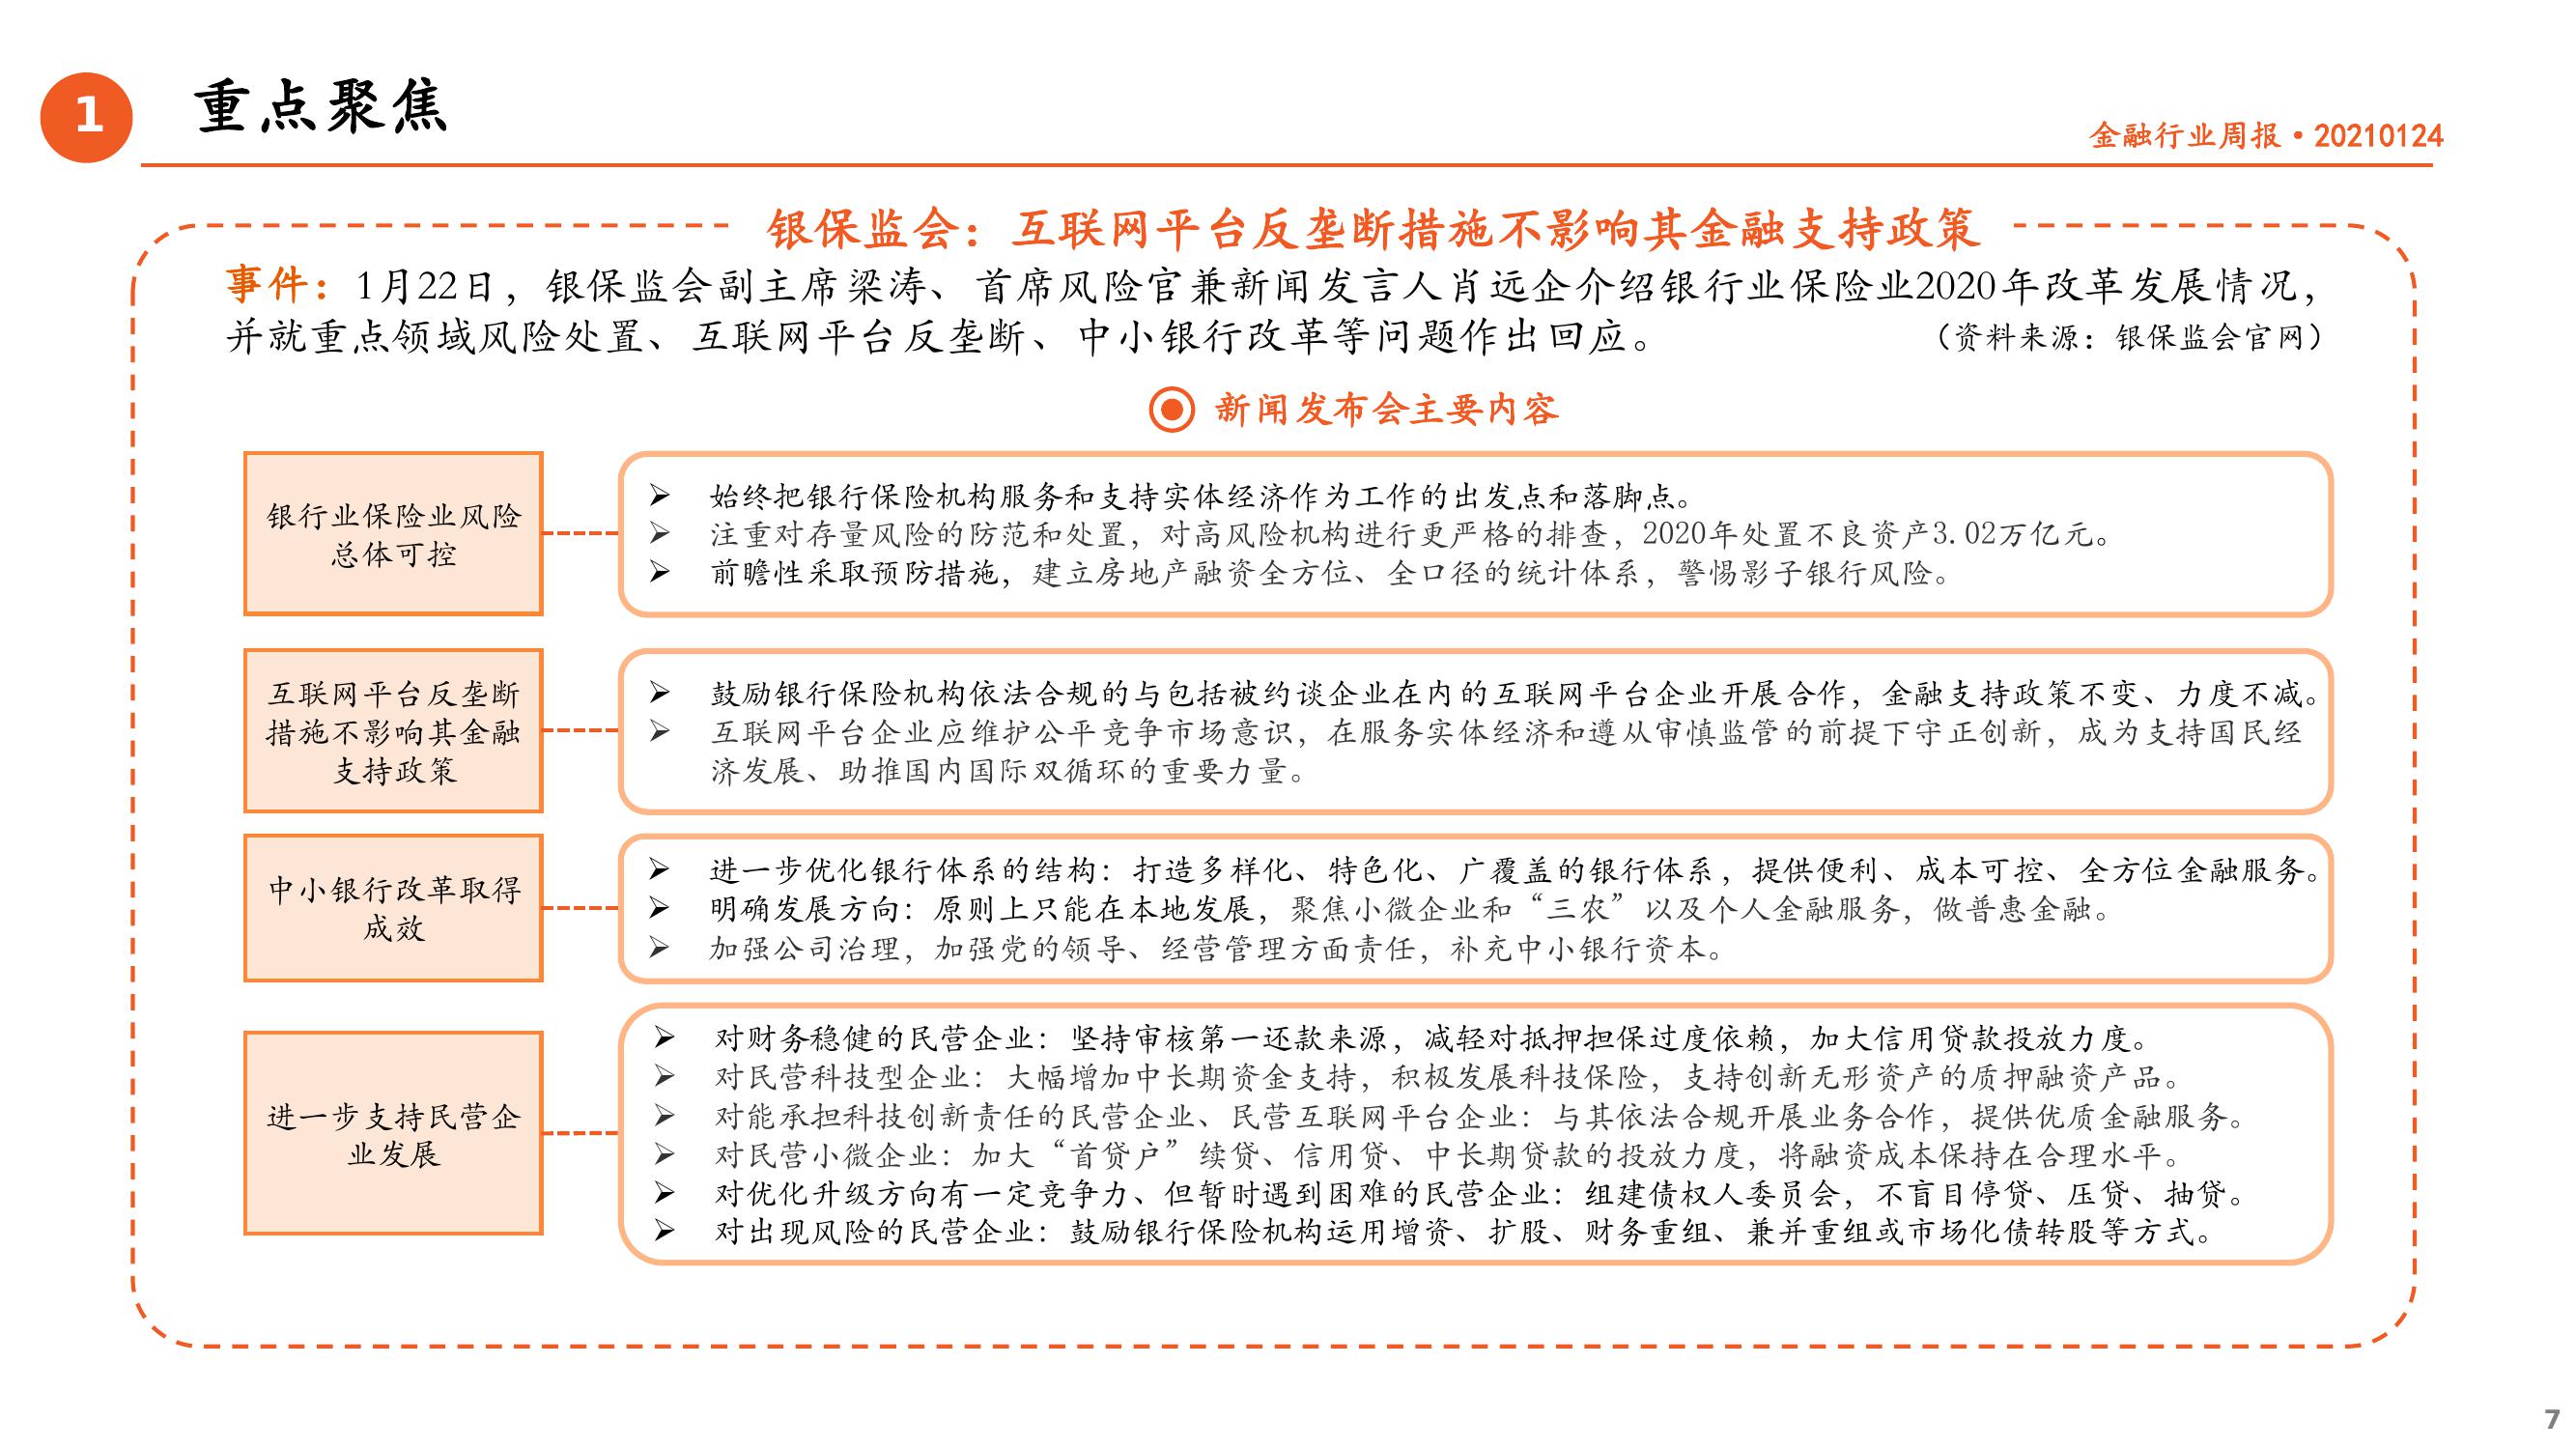 1
重点聚焦
金融行业周报•20210124
银保监会：互联网平台反垄断措施不影响其金融支持政策
事件：1月22日，银保监会副主席梁涛、首席风险官兼新闻发言人肖远企介绍银行业保险业2020年改革发展情况，
并就重点领域风险处置、互联网平台反垄断、中小银行改革等问题作出回应。
（资料来源：银保监会官网）
新闻发布会主要内容
银行业保险业风险
总体可控
➢ 始终把银行保险机构服务和支持实体经济作为工作的出发点和落脚点。
➢ 注重对存量风险的防范和处置，对高风险机构进行更严格的排查，2020年处置不良资产3.02万亿元。
➢ 前瞻性采取预防措施，建立房地产融资全方位、全口径的统计体系，警惕影子银行风险。
互联网平台反垄断
措施不影响其金融
支持政策
➢ 鼓励银行保险机构依法合规的与包括被约谈企业在内的互联网平台企业开展合作，金融支持政策不变、力度不减。
➢ 互联网平台企业应维护公平竞争市场意识，在服务实体经济和遵从审慎监管的前提下守正创新，成为支持国民经
济发展、助推国内国际双循环的重要力量。
中小银行改革取得
成效
➢ 进一步优化银行体系的结构：打造多样化、特色化、广覆盖的银行体系，提供便利、成本可控、全方位金融服务。
➢ 明确发展方向：原则上只能在本地发展，聚焦小微企业和“三农”以及个人金融服务，做普惠金融。
➢ 加强公司治理，加强党的领导、经营管理方面责任，补充中小银行资本。
进一步支持民营企
业发展
➢ 对财务稳健的民营企业：坚持审核第一还款来源，减轻对抵押担保过度依赖，加大信用贷款投放力度。
➢ 对民营科技型企业：大幅增加中长期资金支持，积极发展科技保险，支持创新无形资产的质押融资产品。
➢ 对能承担科技创新责任的民营企业、民营互联网平台企业：与其依法合规开展业务合作，提供优质金融服务。
➢ 对民营小微企业：加大“首贷户”续贷、信用贷、中长期贷款的投放力度，将融资成本保持在合理水平。
➢ 对优化升级方向有一定竞争力、但暂时遇到困难的民营企业：组建债权人委员会，不盲目停贷、压贷、抽贷。
➢ 对出现风险的民营企业：鼓励银行保险机构运用增资、扩股、财务重组、兼并重组或市场化债转股等方式。
7